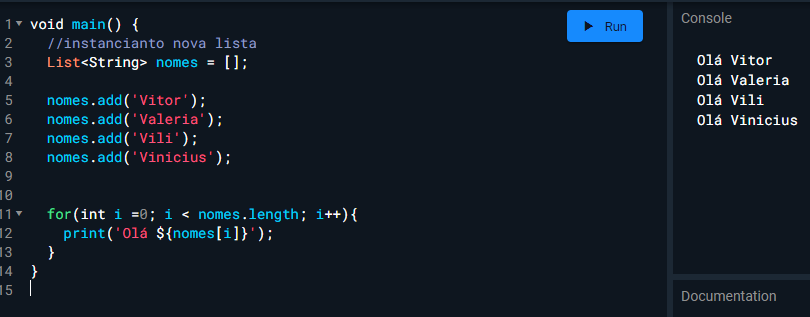 1 void main() {
2 //instancianto nova lista
3 List<String> nomes = [];
4
5 nomes.add('Vitor');
6 nomes.add('Valeria');
7 nomes.add('Vili');
8 nomes.add('Vinicius');
9
10
11 for(int i =0; i < nomes.length; i++){
12 print('Olá ${nomes[i]}');
13 }
14 }
15
Run
Console
Olá Vitor
Olá Valeria
Olá Vili
Olá Vinicius
Documentation